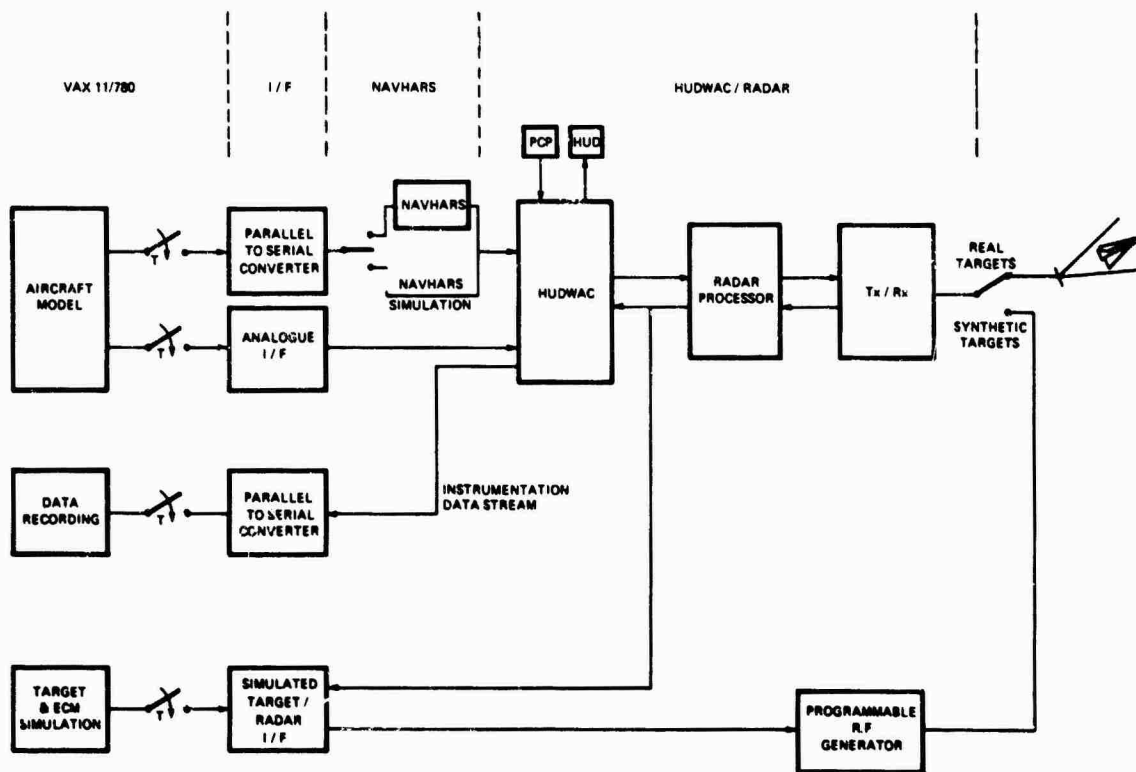 VAX 11/780
I / F
NAVHARS
HUDWAC / RADAR
PCP
HUD
AIRCRAFT
MODEL
T
T
PARALLEL
TO SERIAL
CONVERTER
ANALOGUE
I / F
NAVHARS
NAVHARS
SIMULATION
HUDWAC
RADAR
PROCESSOR
Tx / Rx
REAL
TARGETS
SYNTHETIC
TARGETS
DATA
RECORDING
T
PARALLEL
TO SERIAL
CONVERTER
INSTRUMENTATION
DATA STREAM
TARGET
& ECM
SIMULATION
T
SIMULATED
TARGET /
RADAR
I / F
PROGRAMMABLE
R.F
GENERATOR